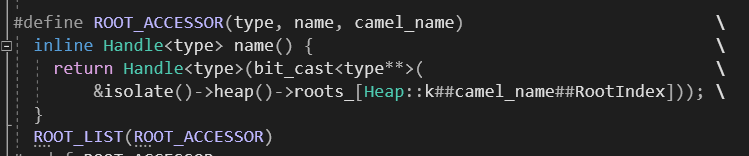 #define ROOT_ACCESSOR(type, name, camel_name) \
inline Handle<type> name() { \
return Handle<type>(bit_cast<type**>( \
&isolate()->heap()->roots_[Heap::k##camel_name##RootIndex])); \
}
ROOT_LIST(ROOT_ACCESSOR)